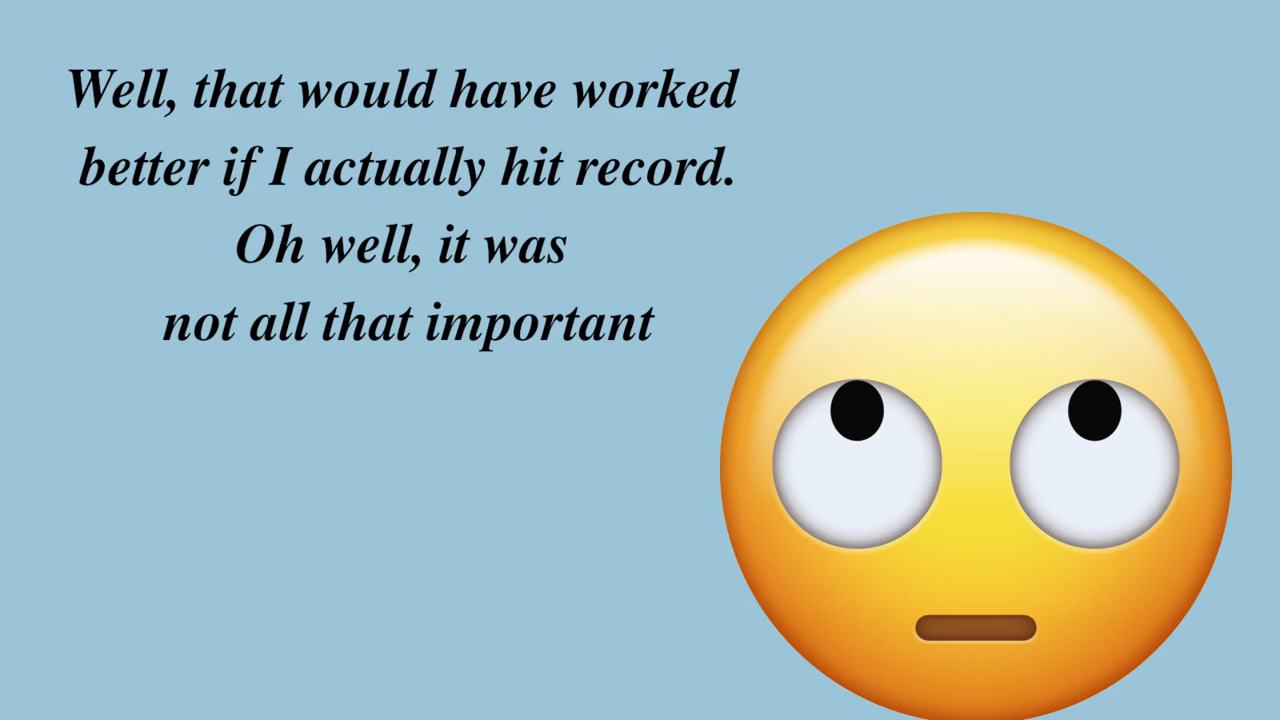 Well, that would have worked
better if I actually hit record.
Oh well, it was
not all that important